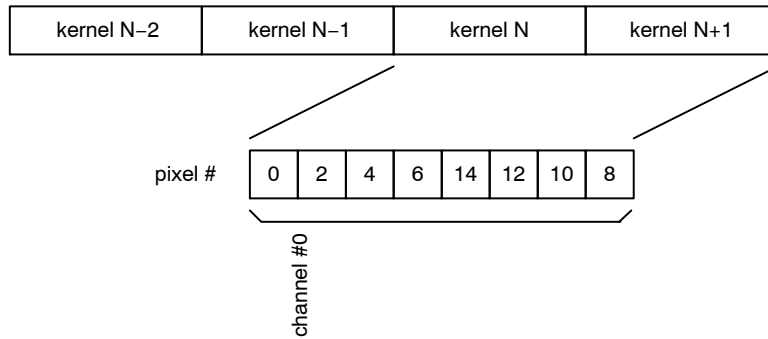 kernel N−2 kernel N−1 kernel N kernel N+1
pixel # 0 2 4 6 14 12 10 8
channel #0